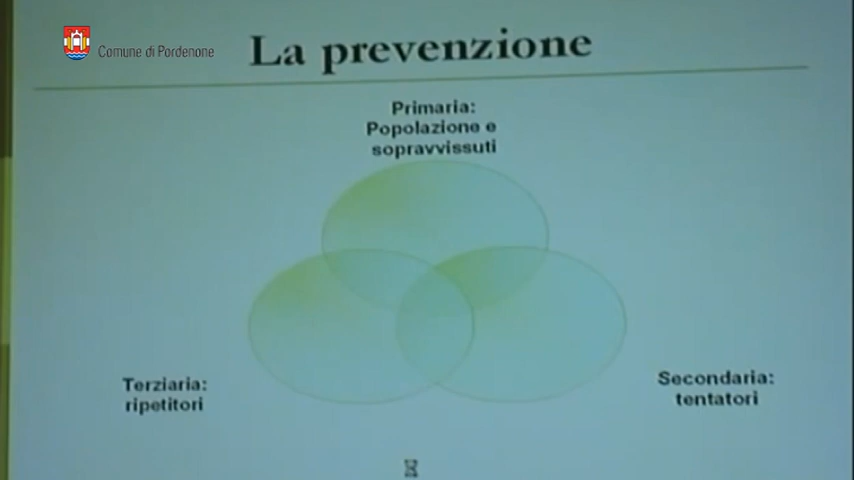 Comune di Pordenone
La prevenzione
Primaria:
Popolazione e
sopravvissuti
Terziaria:
ripetitori
Secondaria:
tentatori